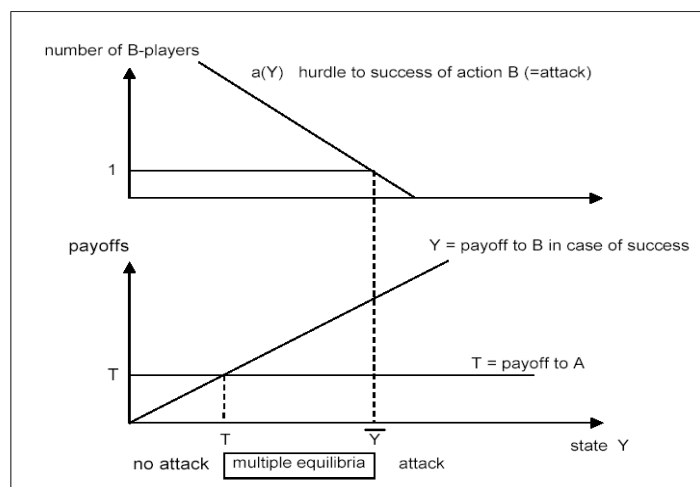 number of B-players
a(Y) hurdle to success of action B (=attack)
1
payoffs
Y = payoff to B in case of success
T
T = payoff to A
T
Y̅
state Y
no attack
multiple equilibria
attack